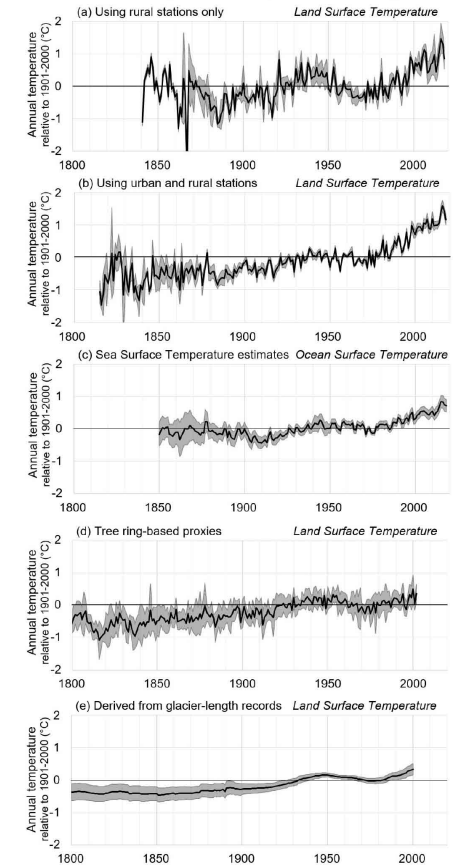 (a) Using rural stations only Land Surface Temperature
Annual temperature
relative to 1901-2000 (°C)
2
1
0
-1
-2
1800 1850 1900 1950 2000
(b) Using urban and rural stations Land Surface Temperature
Annual temperature
relative to 1901-2000 (°C)
2
1
0
-1
-2
1800 1850 1900 1950 2000
(c) Sea Surface Temperature estimates Ocean Surface Temperature
Annual temperature
relative to 1901-2000 (°C)
2
1
0
-1
-2
1800 1850 1900 1950 2000
(d) Tree ring-based proxies Land Surface Temperature
Annual temperature
relative to 1901-2000 (°C)
2
1
0
-1
-2
1800 1850 1900 1950 2000
(e) Derived from glacier-length records Land Surface Temperature
Annual temperature
relative to 1901-2000 (°C)
2
1
0
-1
-2
1800 1850 1900 1950 2000